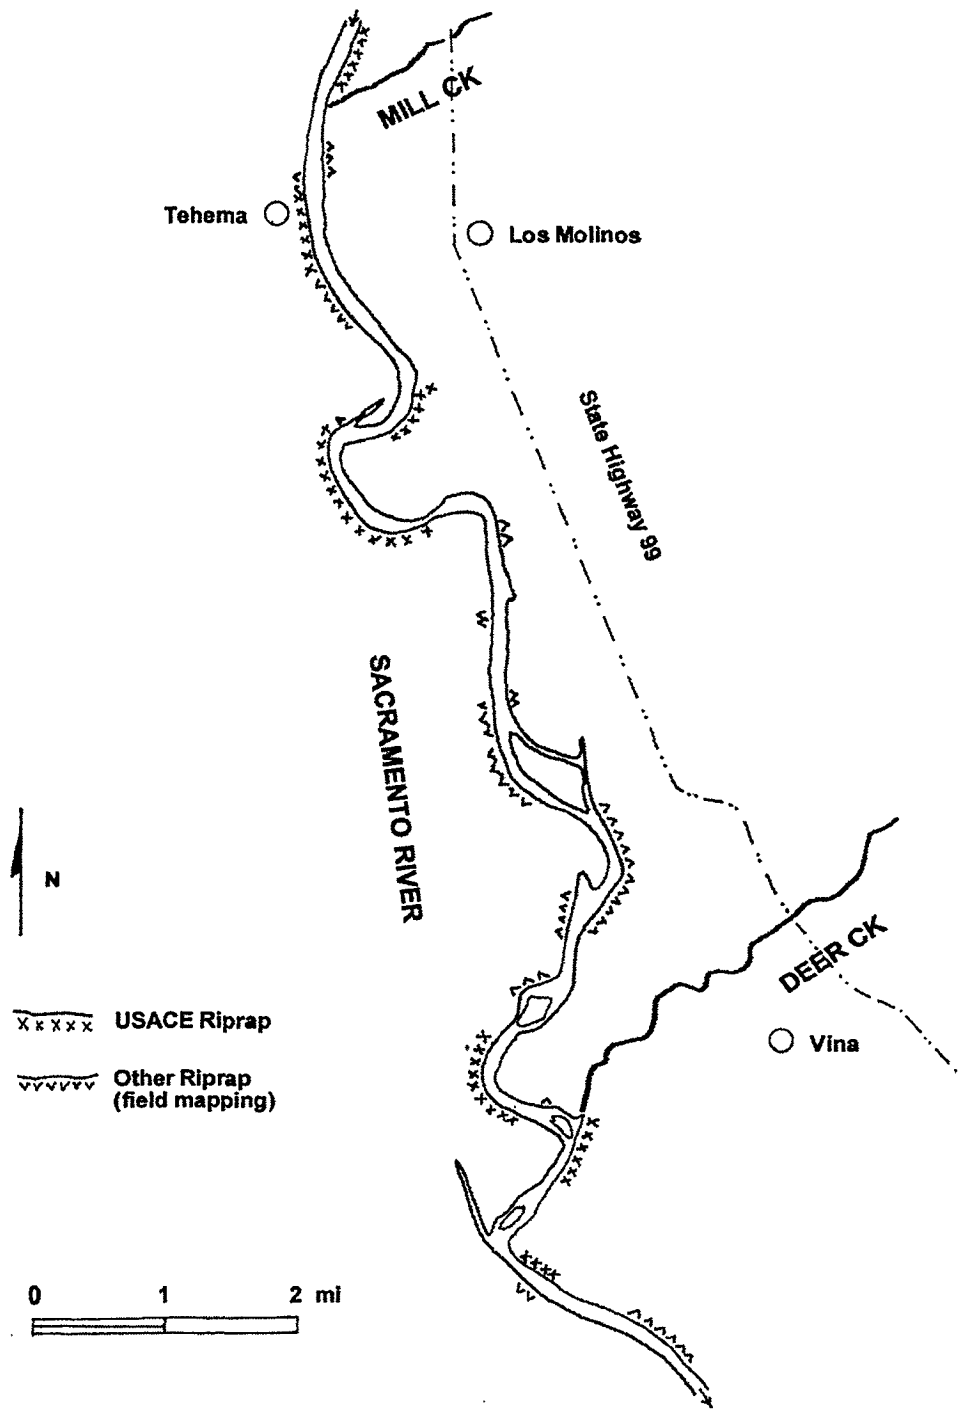 MILL CK
Tehema
Los Molinos
State Highway 99
SACRAMENTO RIVER
N
DEER CK
USACE Riprap
Vina
Other Riprap
(field mapping)
0 1 2 mi